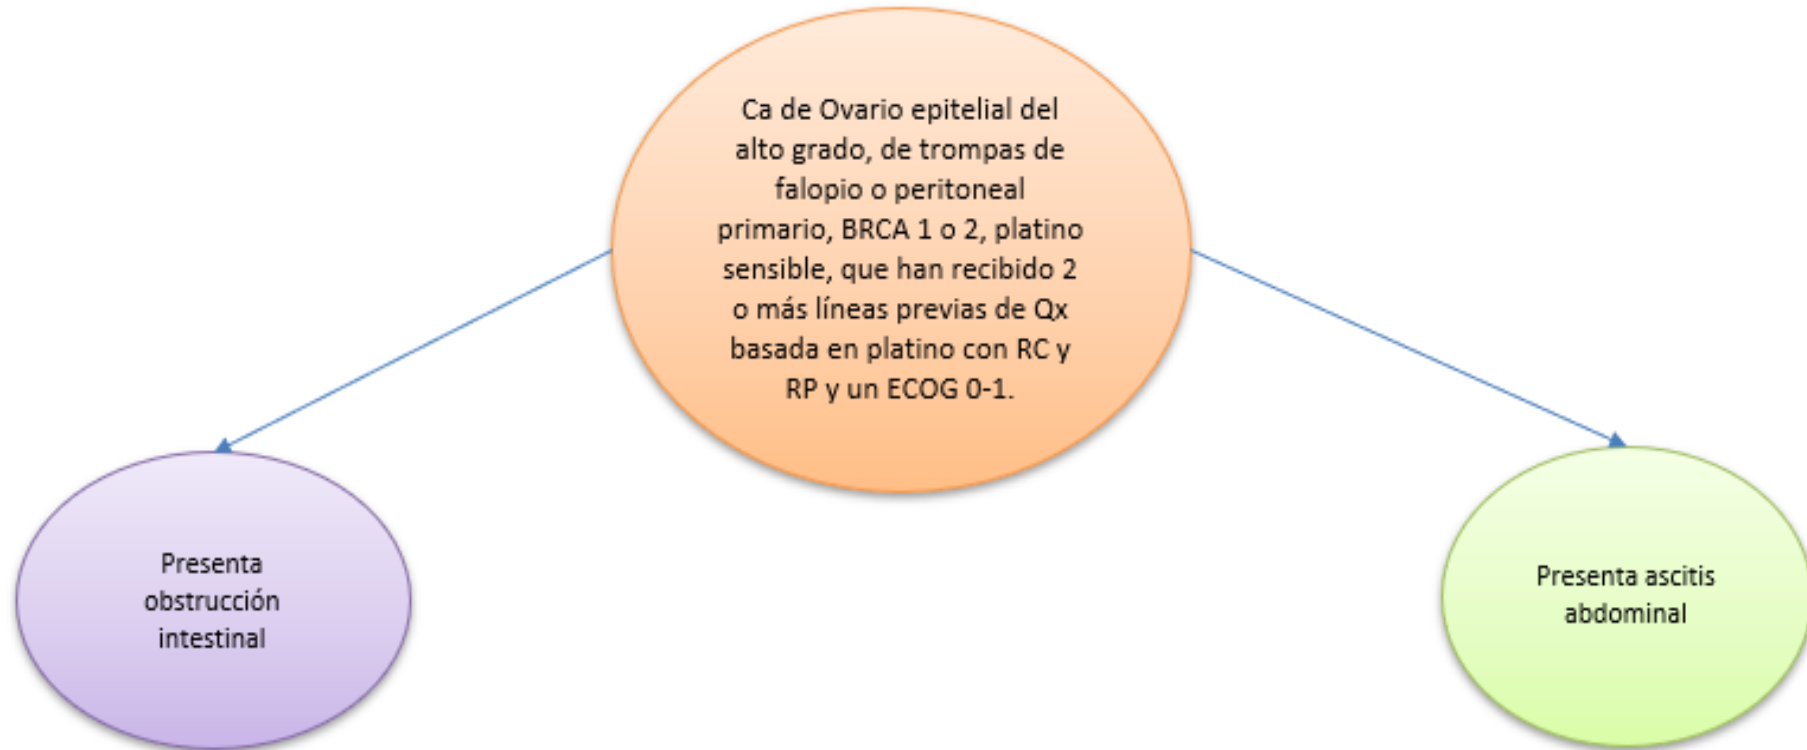 Ca de Ovario epitelial del
alto grado, de trompas de
falopio o peritoneal
primario, BRCA 1 o 2, platino
sensible, que han recibido 2
o más líneas previas de Qx
basada en platino con RC y
RP y un ECOG 0-1.
Presenta
obstrucción
intestinal
Presenta ascitis
abdominal